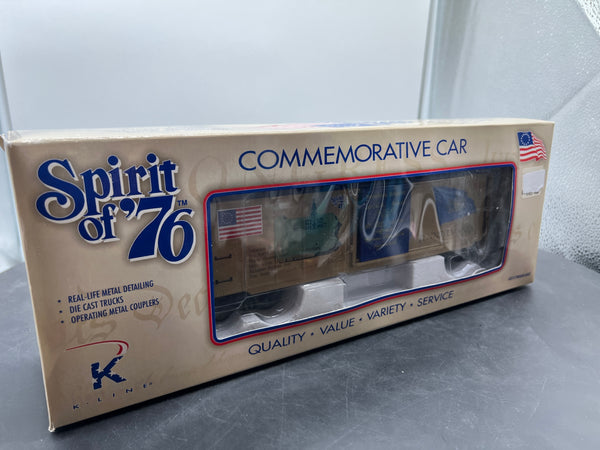 Spirit
of '76™
COMMEMORATIVE CAR
• REAL-LIFE METAL DETAILING
• DIE CAST TRUCKS
• OPERATING METAL COUPLERS
K
K-LINE®
QUALITY • VALUE • VARIETY • SERVICE